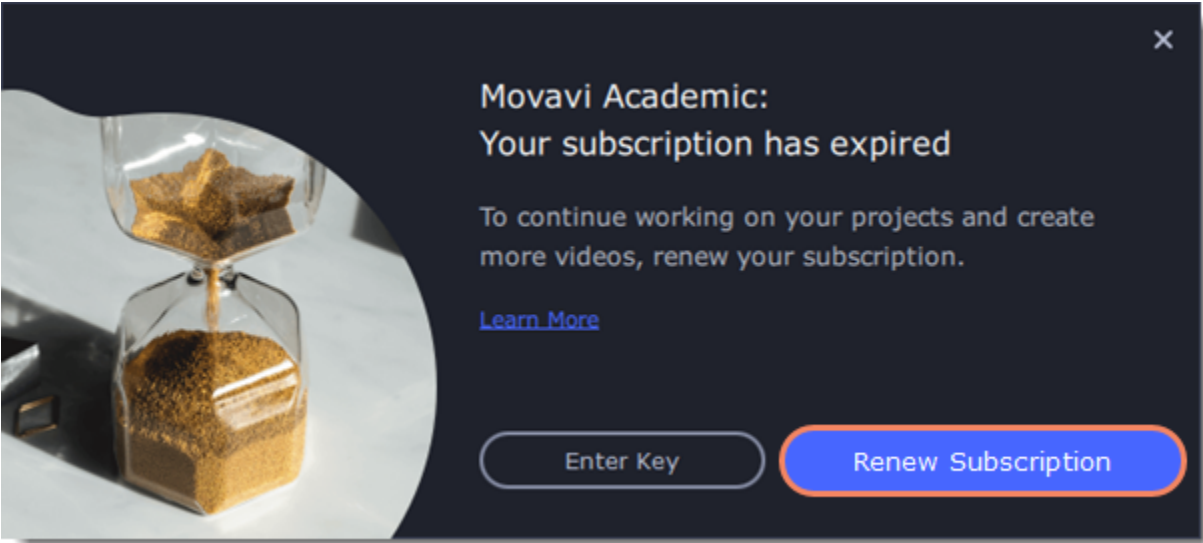 Movavi Academic:
Your subscription has expired
To continue working on your projects and create
more videos, renew your subscription.
Learn More
Enter Key
Renew Subscription